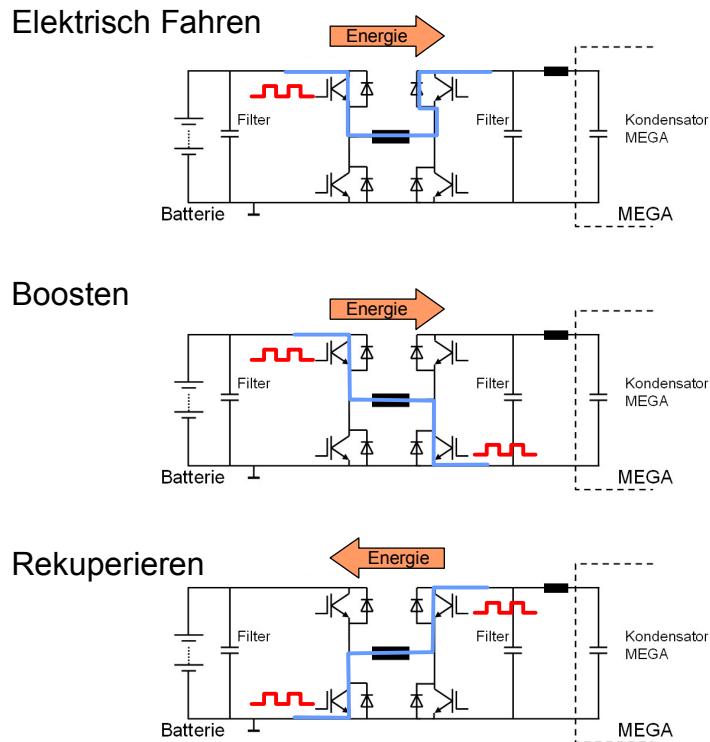 Elektrisch Fahren
Energie
Filter
Filter
Kondensator
MEGA
Batterie
MEGA
Boosten
Energie
Filter
Filter
Kondensator
MEGA
Batterie
MEGA
Rekuperieren
Energie
Filter
Filter
Kondensator
MEGA
Batterie
MEGA